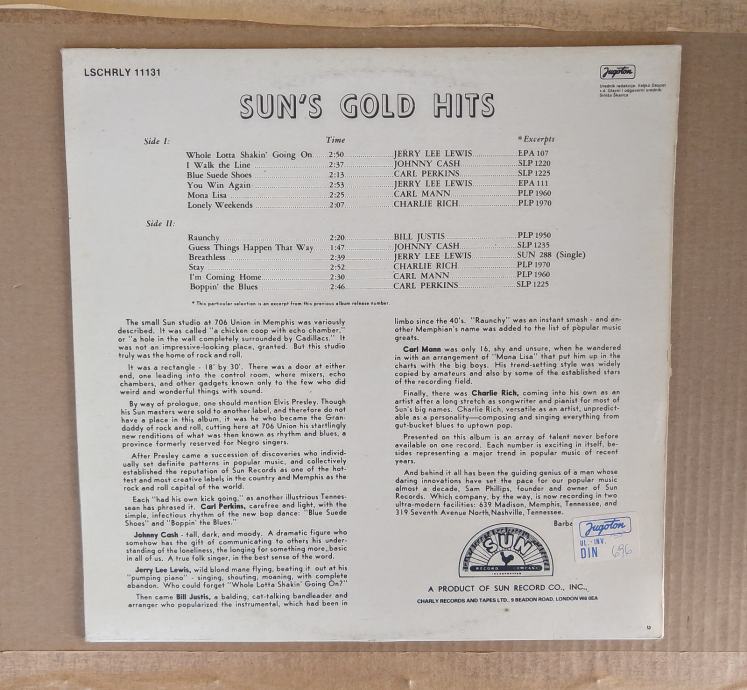 LSCHRLY 11131
Jugoton
SUN'S GOLD HITS
Side I: Time *Excerpts
Whole Lotta Shakin' Going On 2:50 JERRY LEE LEWIS EPA 107
I Walk the Line 2:37 JOHNNY CASH SLP 1220
Blue Suede Shoes 2:13 CARL PERKINS SLP 1225
You Win Again 2:53 JERRY LEE LEWIS EPA 111
Mona Lisa 2:25 CARL MANN PLP 1960
Lonely Weekends 2:07 CHARLIE RICH PLP 1970
Side II:
Raunchy 2:20 BILL JUSTIS PLP 1950
Guess Things Happen That Way 1:47 JOHNNY CASH SLP 1235
Breathless 2:39 JERRY LEE LEWIS SUN 288 (Single)
Stay 2:52 CHARLIE RICH PLP 1970
I'm Coming Home 2:30 CARL MANN PLP 1960
Boppin' the Blues 2:46 CARL PERKINS SLP 1225
* This particular selection is an excerpt from this previous album release number.
The small Sun studio at 706 Union in Memphis was variously
described. It was called "a chicken coop with echo chamber,"
or "a hole in the wall completely surrounded by Cadillacs." It
was not an impressive-looking place, granted. But this studio
truly was the home of rock and roll.
It was a rectangle - 18' by 30'. There was a door at either
end, one leading into the control room, where mixers, echo
chambers, and other gadgets known only to the few who did
weird and wonderful things with sound.
By way of prologue, one should mention Elvis Presley. Though
his Sun masters were sold to another label, and therefore do not
have a place in this album, it was he who became the Gran-
daddy of rock and roll, cutting here at 706 Union his startlingly
new renditions of what was then known as rhythm and blues, a
province formerly reserved for Negro singers.
After Presley came a succession of discoveries who individ-
ually set definite patterns in popular music, and collectively
established the reputation of Sun Records as one of the hot-
test and most creative labels in the country and Memphis as the
rock and roll capital of the world.
Each "had his own kick going," as another illustrious Tennes-
sean has phrased it. Carl Perkins, carefree and light, with the
simple, infectious rhythm of the new bop dance: "Blue Suede
Shoes" and "Boppin' the Blues."
Johnny Cash - tall, dark, and moody. A dramatic figure who
somehow has the gift of communicating to others his under-
standing of the loneliness, the longing for something more, basic
in all of us. A true folk singer, in the best sense of the word.
Jerry Lee Lewis, wild blond mane flying, beating it out at his
"pumping piano" - singing, shouting, moaning, with complete
abandon. Who could forget "Whole Lotta Shakin' Going On?"
Then came Bill Justis, a balding, cat-talking bandleader and
arranger who popularized the instrumental, which had been in
limbo since the 40's. "Raunchy" was an instant smash - and an-
other Memphian's name was added to the list of popular music
greats.
Carl Mann was only 16, shy and unsure, when he wandered
in with an arrangement of "Mona Lisa" that put him up in the
charts with the big boys. His trend-setting style was widely
copied by amateurs and also by some of the established stars
of the recording field.
Finally, there was Charlie Rich, coming into his own as an
artist after a long stretch as songwriter and pianist for most of
Sun's big names. Charlie Rich, versatile as an artist, unpredict-
able as a personality—composing and singing everything from
gut-bucket blues to uptown pop.
Presented on this album is an array of talent never before
available on one record. Each number is exciting in itself, be-
sides representing a major trend in popular music of recent
years.
And behind it all has been the guiding genius of a man whose
daring innovations have set the pace for our popular music
almost a decade, Sam Phillips, founder and owner of Sun
Records. Which company, by the way, is now recording in two
ultra-modern facilities: 639 Madison, Memphis, Tennessee, and
319 Seventh Avenue North, Nashville, Tennessee.
Barba
Jugoton
DIN 686
SUN
RECORD COMPANY
A PRODUCT OF SUN RECORD CO., INC.,
CHARLY RECORDS AND TAPES LTD., 9 BEADON ROAD, LONDON W6 0EA